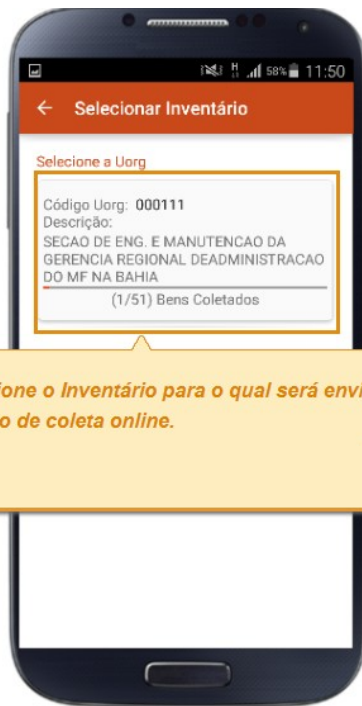 58% 11:50
Selecionar Inventário
Selecione a Uorg
Código Uorg: 000111
Descrição:
SECAO DE ENG. E MANUTENCAO DA
GERENCIA REGIONAL DEADMINISTRACAO
DO MF NA BAHIA
(1/51) Bens Coletados
ione o Inventário para o qual será envi
o de coleta online.